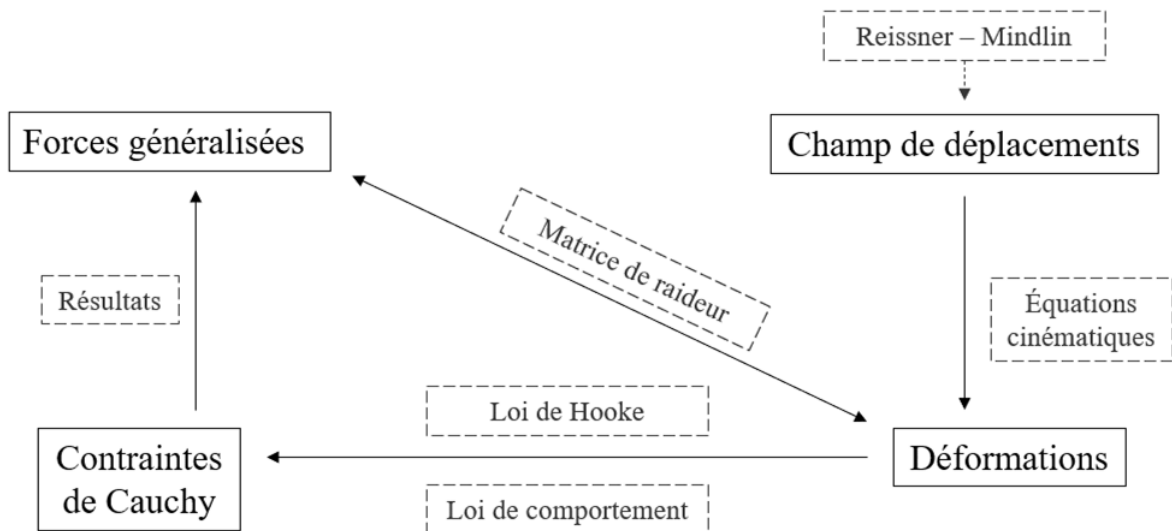 Reissner – Mindlin
Forces généralisées
Champ de déplacements
Matrice de raideur
Résultats
Équations
cinématiques
Loi de Hooke
Contraintes
de Cauchy
Déformations
Loi de comportement